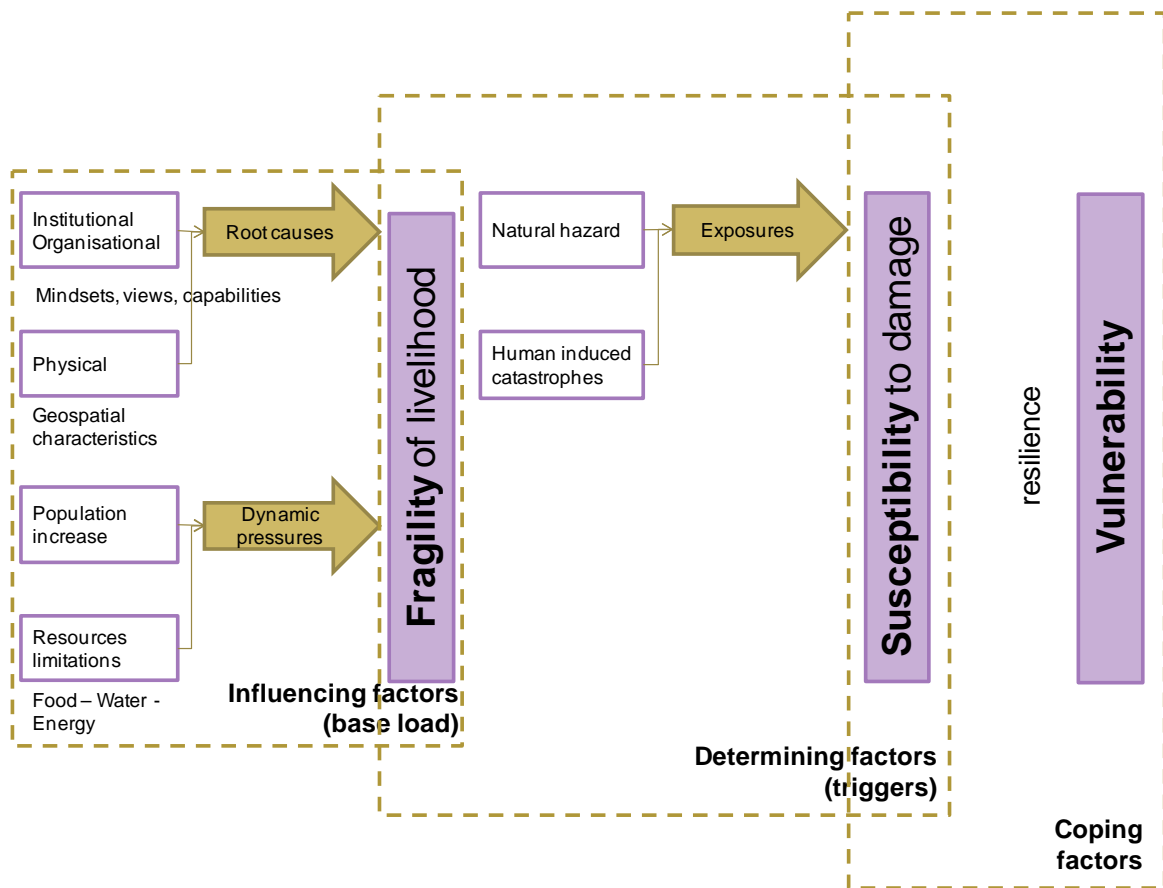 Institutional
Organisational
Root causes
Mindsets, views, capabilities
Physical
Geospatial
characteristics
Population
increase
Dynamic
pressures
Resources
limitations
Food – Water -
Energy
Influencing factors
(base load)
Fragility of livelihood
Natural hazard
Exposures
Human induced
catastrophes
Susceptibility to damage
Determining factors
(triggers)
resilience
Vulnerability
Coping
factors